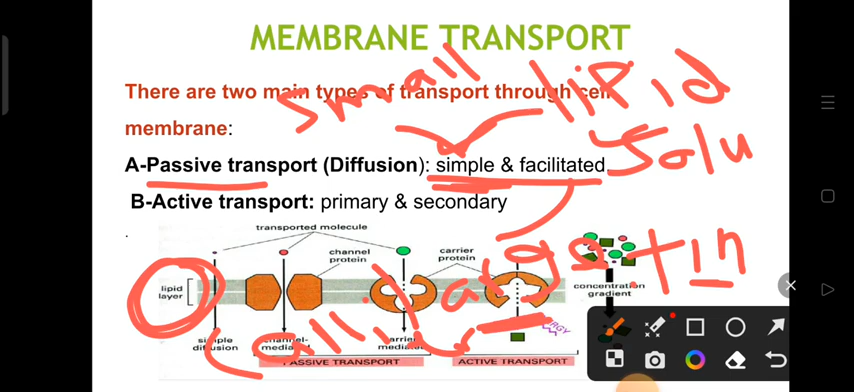 MEMBRANE TRANSPORT
There are two main types of transport through cell
membrane:
small
lipid
solu
A-Passive transport (Diffusion): simple & facilitated.
B-Active transport: primary & secondary
.
transported molecule
channel
protein
carrier
protein
lipid
layer
concentration
gradient
simple
diffusion
PASSIVE TRANSPORT
ACTIVE TRANSPORT